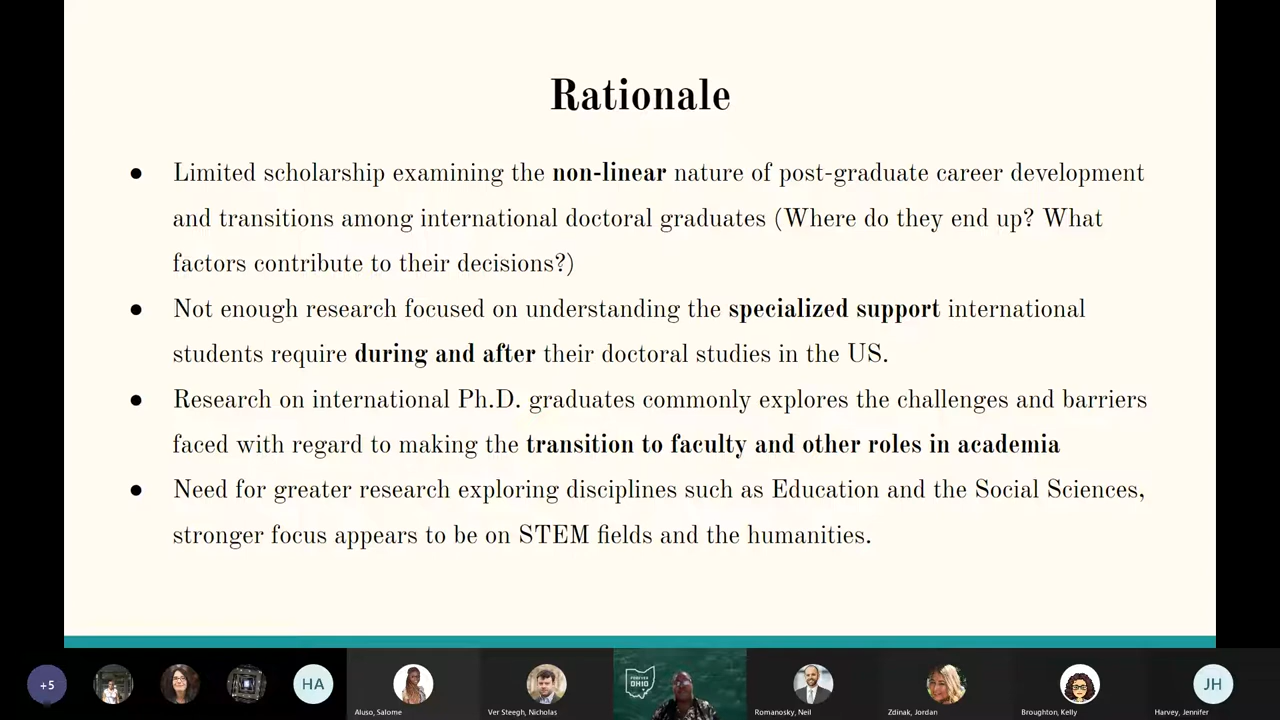 Rationale
● Limited scholarship examining the non-linear nature of post-graduate career development
and transitions among international doctoral graduates (Where do they end up? What
factors contribute to their decisions?)
● Not enough research focused on understanding the specialized support international
students require during and after their doctoral studies in the US.
● Research on international Ph.D. graduates commonly explores the challenges and barriers
faced with regard to making the transition to faculty and other roles in academia
● Need for greater research exploring disciplines such as Education and the Social Sciences,
stronger focus appears to be on STEM fields and the humanities.
+5
HA
FOREVER
OHIO
JH
Aluso, Salome
Ver Steegh, Nicholas
Romanosky, Neil
Zdinak, Jordan
Broughton, Kelly
Harvey, Jennifer